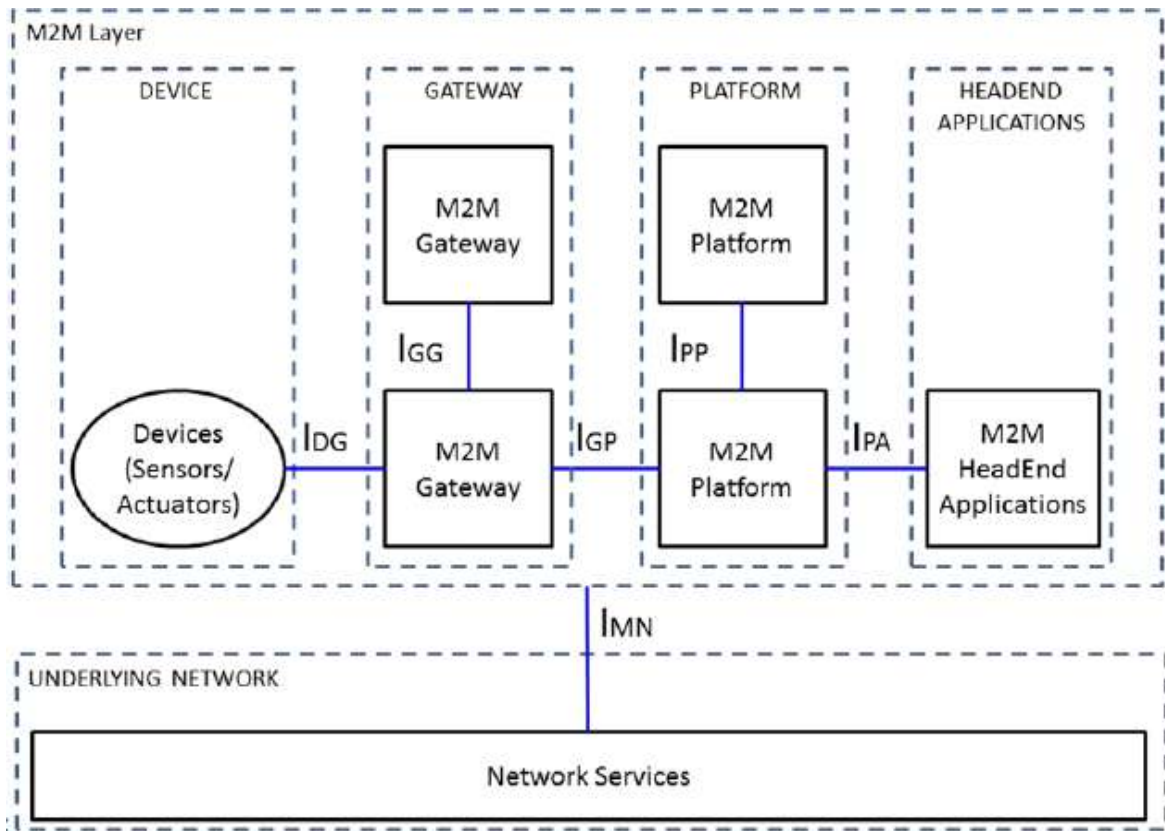 M2M Layer
DEVICE
GATEWAY
PLATFORM
HEADEND
APPLICATIONS
M2M
Gateway
M2M
Platform
IGG
IPP
Devices
(Sensors/
Actuators)
IDG
M2M
Gateway
IGP
M2M
Platform
IPA
M2M
HeadEnd
Applications
IMN
UNDERLYING NETWORK
Network Services